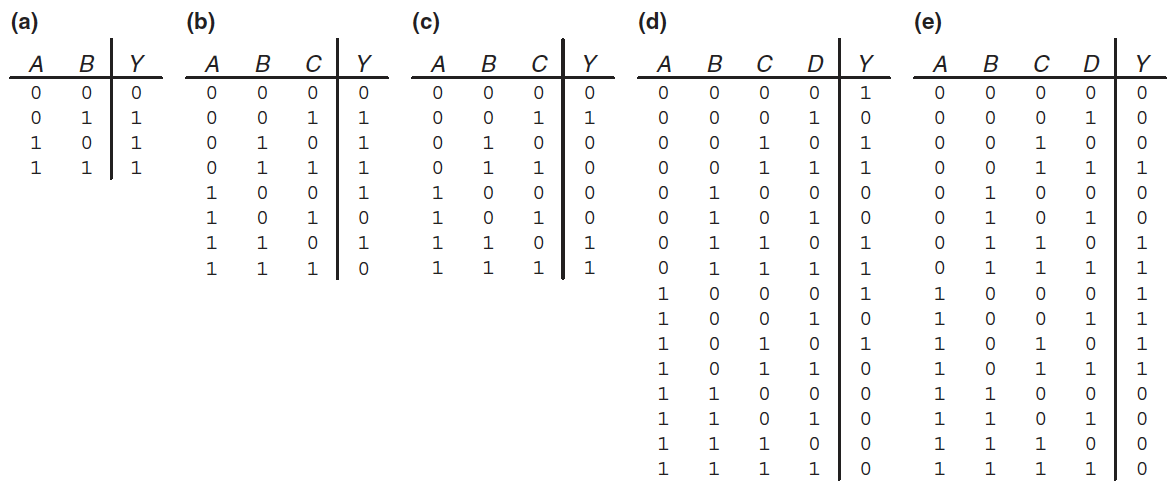 (a) (b) (c) (d) (e)
A B Y A B C Y A B C Y A B C D Y A B C D Y
0 0 0 0 0 0 0 0 0 0 0 0 0 0 0 1 0 0 0 0 0
0 1 1 0 0 1 1 0 0 1 1 0 0 0 1 0 0 0 0 1 0
1 0 1 0 1 0 1 0 1 0 0 0 0 1 0 1 0 0 1 0 0
1 1 1 0 1 1 1 0 1 1 0 0 0 1 1 1 0 0 1 1 1
1 0 0 1 1 0 0 0 0 1 0 0 0 0 1 0 0 0
1 0 1 0 1 0 1 0 0 1 0 1 0 0 1 0 1 0
1 1 0 1 1 1 0 1 0 1 1 0 1 0 1 1 0 1
1 1 1 0 1 1 1 1 0 1 1 1 1 0 1 1 1 1
1 0 0 0 1 1 0 0 0 1
1 0 0 1 0 1 0 0 1 1
1 0 1 0 1 1 0 1 0 1
1 0 1 1 0 1 0 1 1 1
1 1 0 0 0 1 1 0 0 0
1 1 0 1 0 1 1 0 1 0
1 1 1 0 0 1 1 1 0 0
1 1 1 1 0 1 1 1 1 0